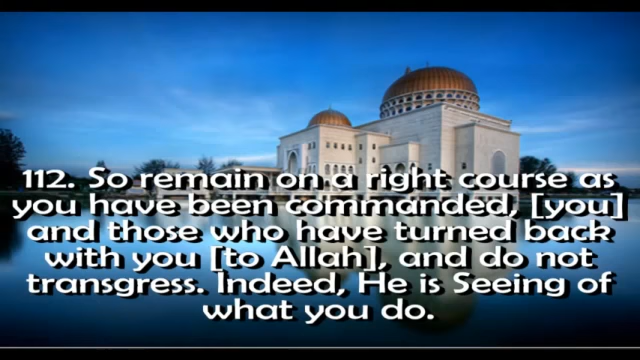 112. So remain on a right course as
you have been commanded, [you]
and those who have turned back
with you [to Allah], and do not
transgress. Indeed, He is Seeing of
what you do.